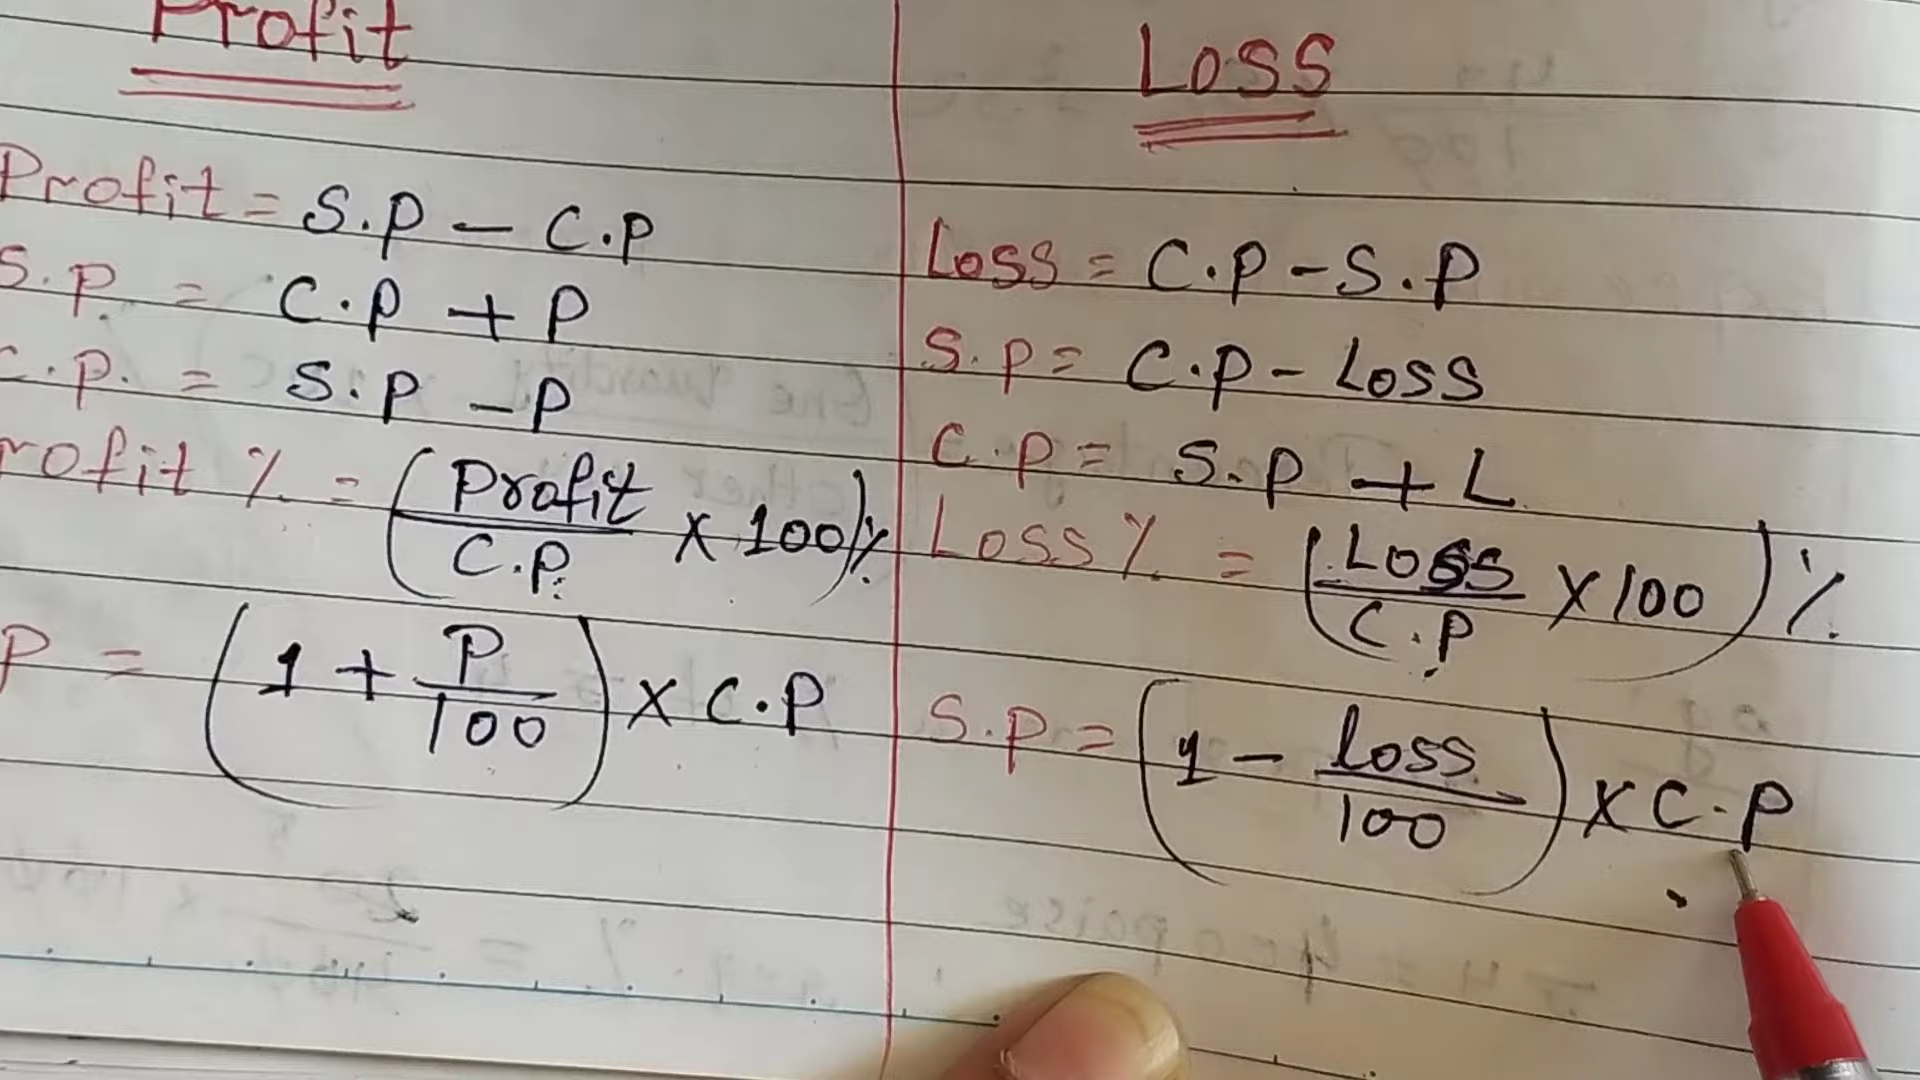 Profit
Profit = S.P - C.P
S.P. = C.P + P
C.P. = S.P - P
rofit % = (Profit/C.P. × 100)%
P = (1 + P/100) × C.P
Loss
Loss = C.P - S.P
S.P = C.P - Loss
C.P = S.P + L
Loss % = (Loss/C.P × 100)%
S.P = (1 - Loss/100) × C.P